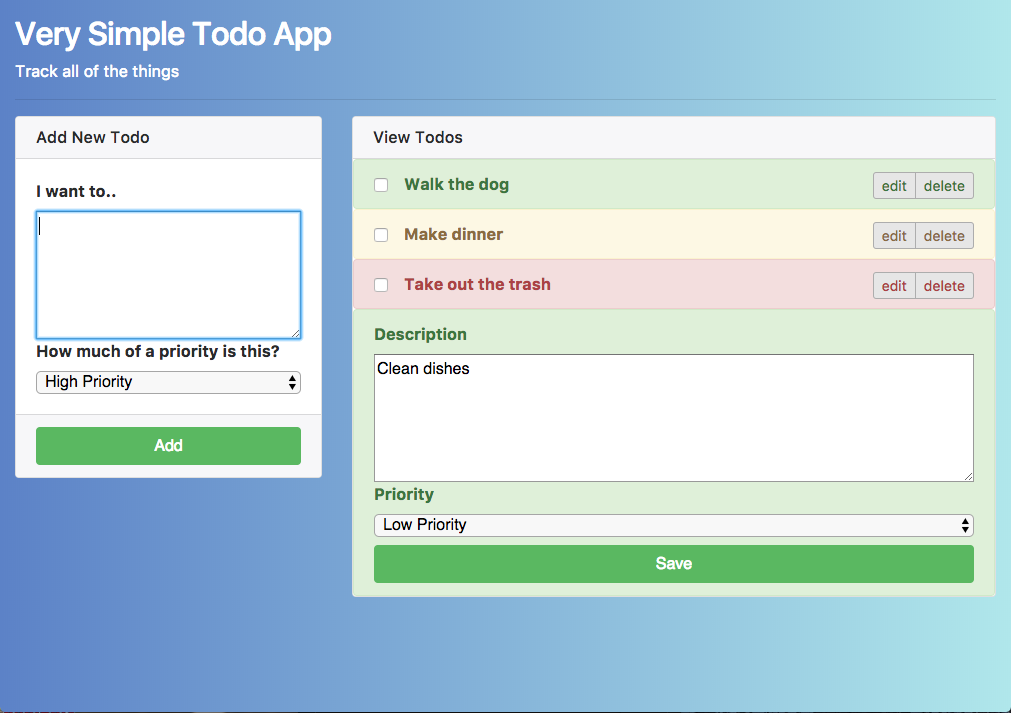 Very Simple Todo App
Track all of the things
Add New Todo
I want to..
How much of a priority is this?
High Priority
Add
View Todos
Walk the dog edit delete
Make dinner edit delete
Take out the trash edit delete
Description
Clean dishes
Priority
Low Priority
Save